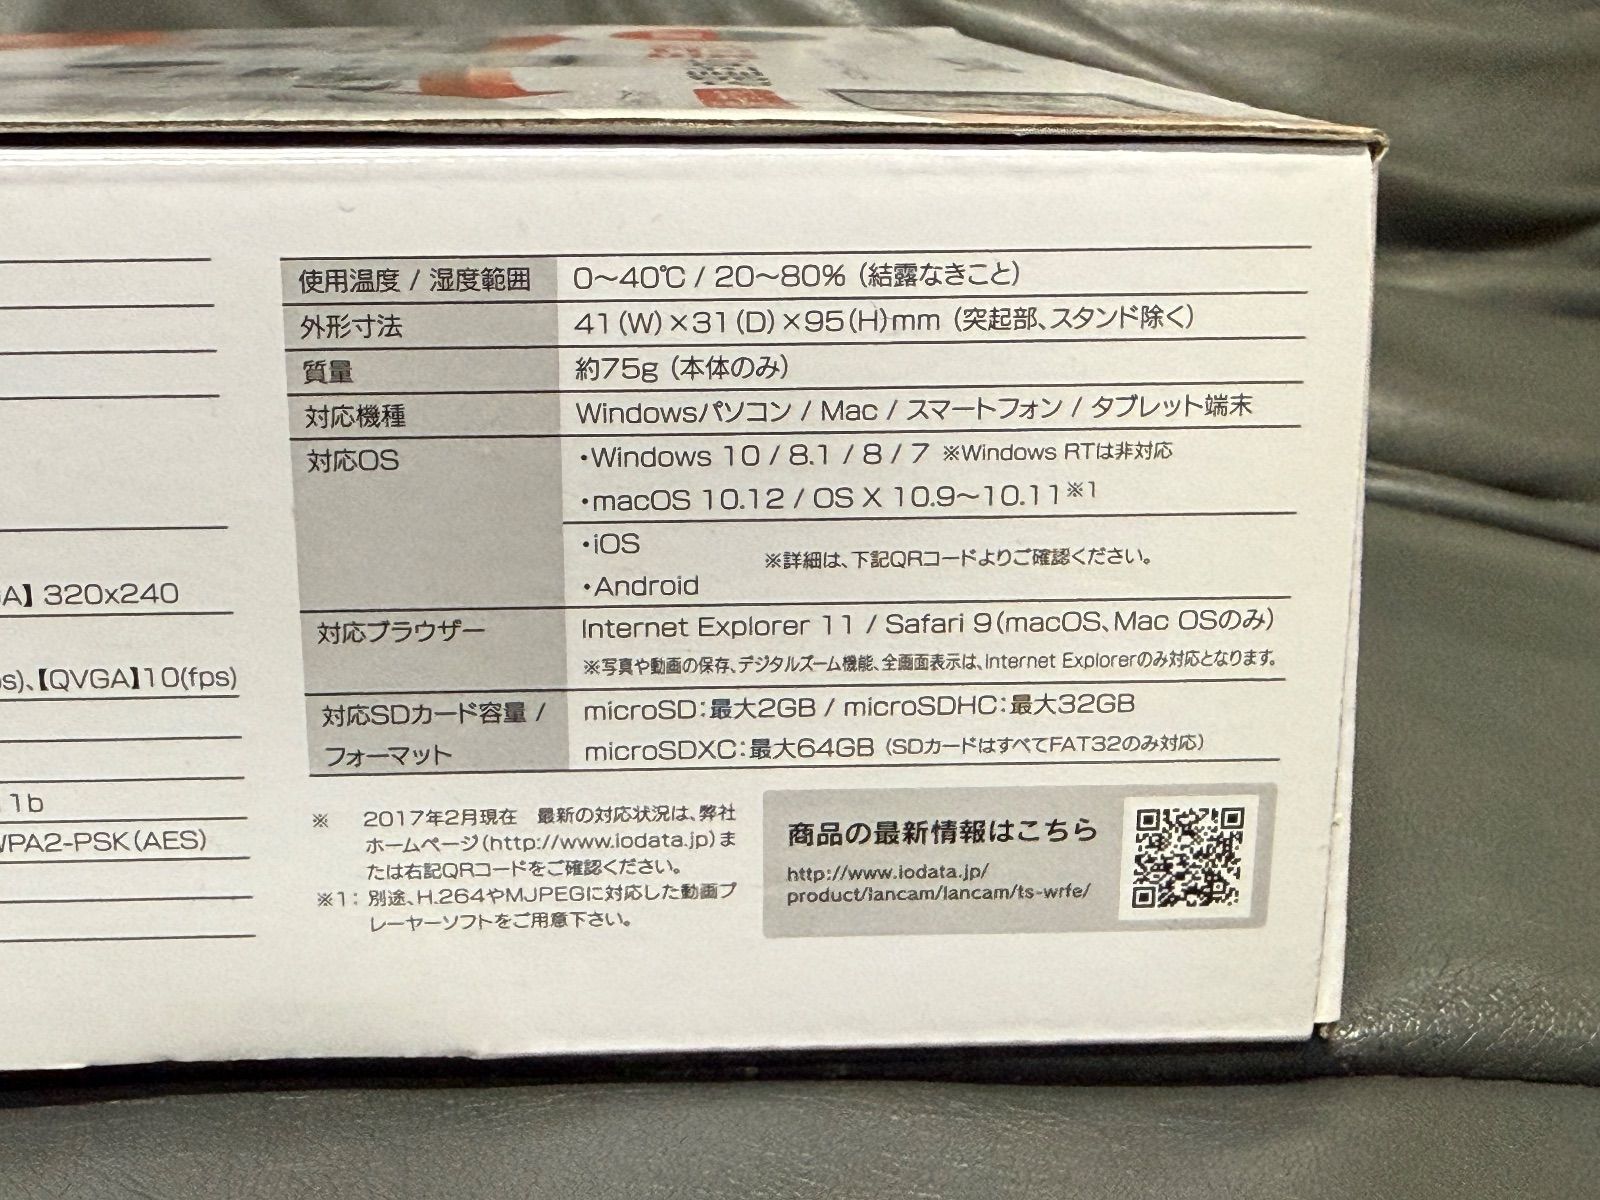 A】 320x240
s)、【QVGA】10(fps)
1b
WPA2-PSK(AES)
使用温度 / 湿度範囲 0～40℃ / 20～80% (結露なきこと)
外形寸法 41(W)×31(D)×95(H)mm (突起部、スタンド除く)
質量 約75g (本体のみ)
対応機種 Windowsパソコン / Mac / スマートフォン / タブレット端末
対応OS ・Windows 10 / 8.1 / 8 / 7 ※Windows RTは非対応
・macOS 10.12 / OS X 10.9～10.11※1
・iOS
※詳細は、下記QRコードよりご確認ください。
・Android
対応ブラウザー Internet Explorer 11 / Safari 9(macOS、Mac OSのみ)
※写真や動画の保存、デジタルズーム機能、全画面表示は、Internet Explorerのみ対応となります。
対応SDカード容量 / microSD:最大2GB / microSDHC:最大32GB
フォーマット microSDXC:最大64GB (SDカードはすべてFAT32のみ対応)
※ 2017年2月現在 最新の対応状況は、弊社
ホームページ(http://www.iodata.jp)ま
たは右記QRコードをご確認ください。
※1: 別途、H.264やMJPEGに対応した動画プ
レーヤーソフトをご用意下さい。
商品の最新情報はこちら
http://www.iodata.jp/
product/lancam/lancam/ts-wrfe/